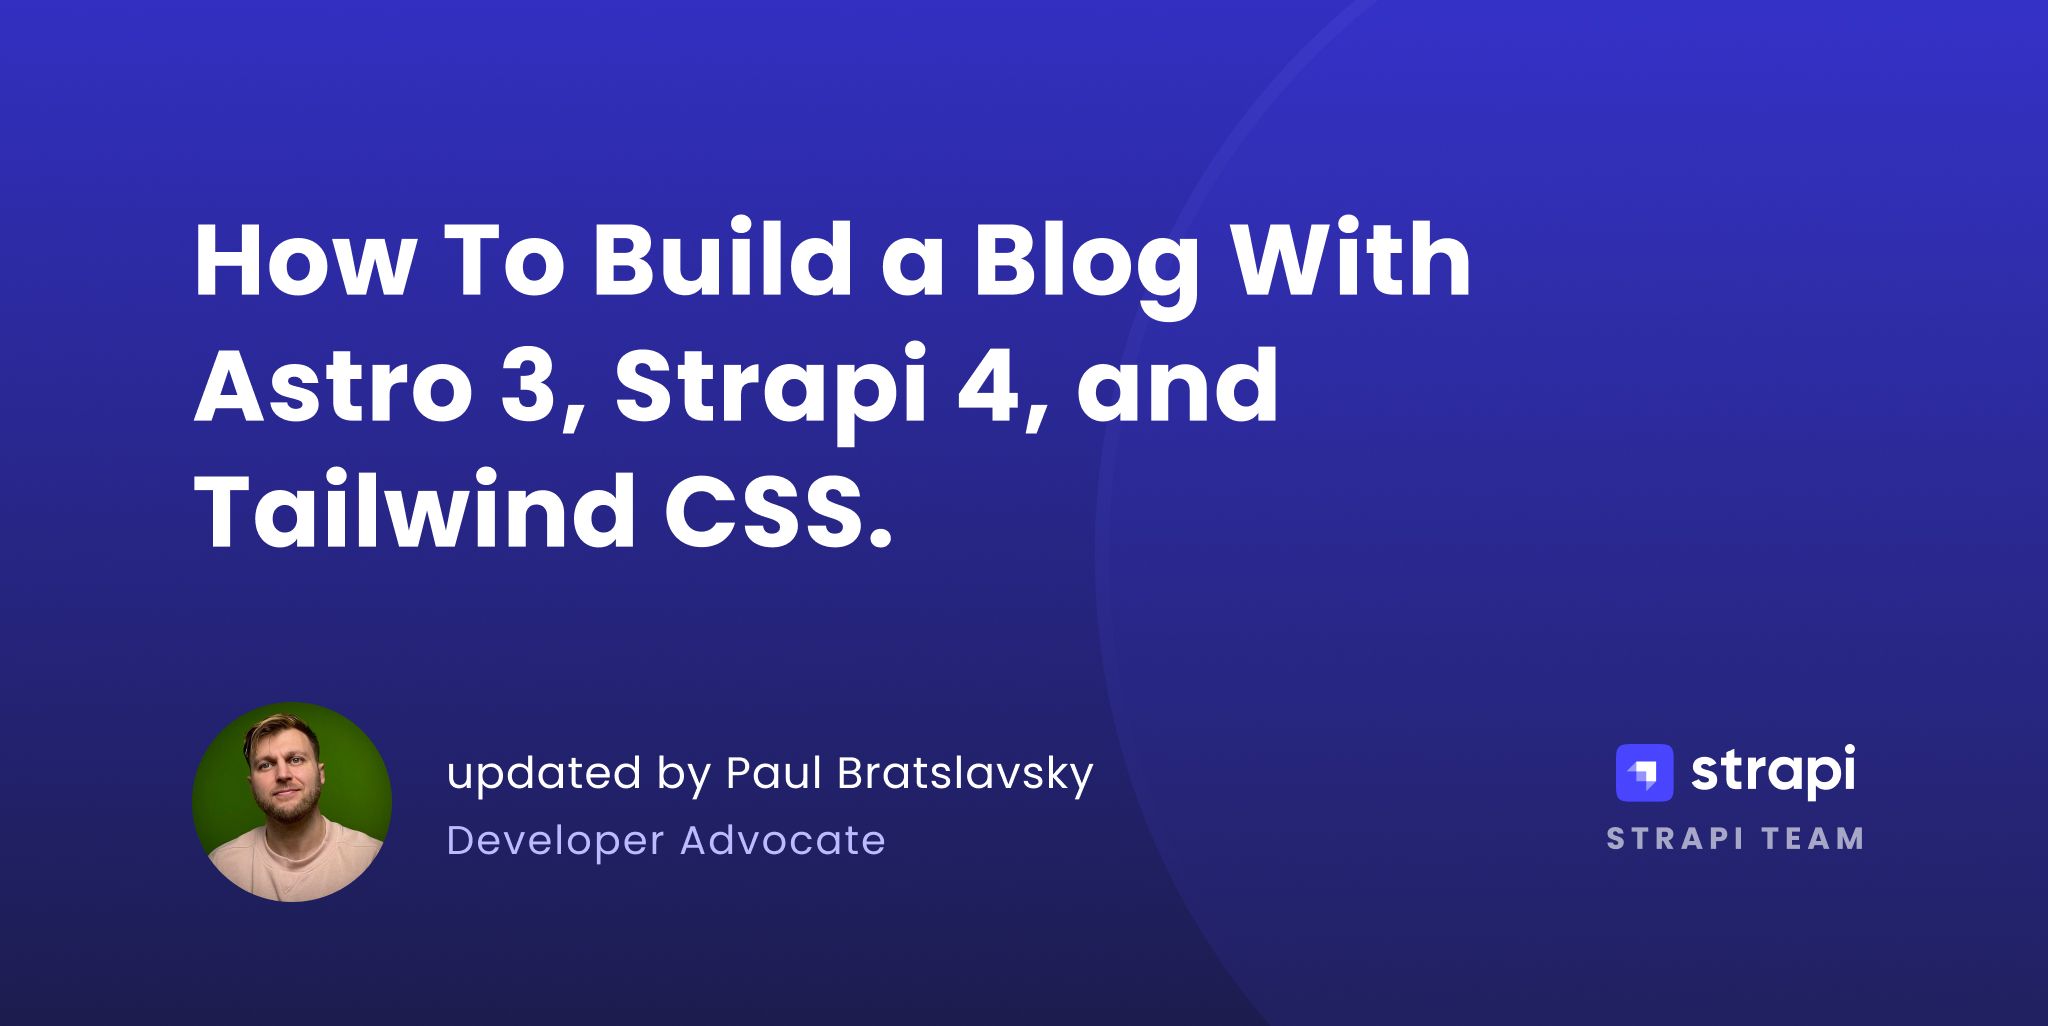 How To Build a Blog With
Astro 3, Strapi 4, and
Tailwind CSS.
updated by Paul Bratslavsky
Developer Advocate
strapi
STRAPI TEAM